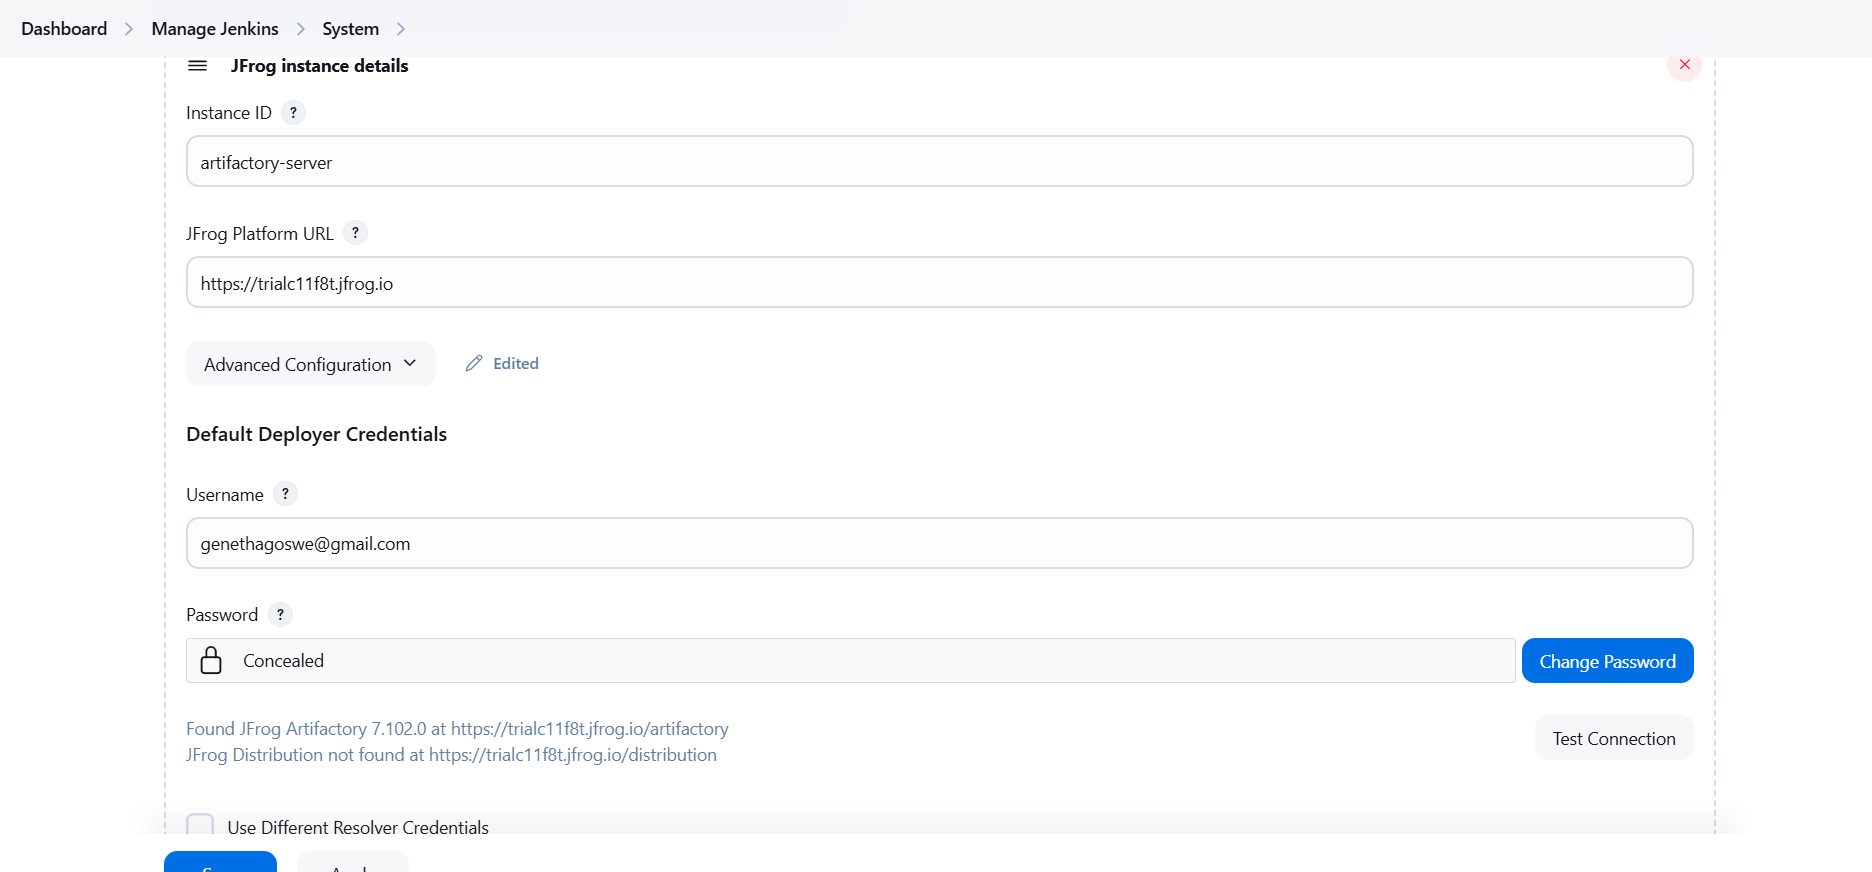 Dashboard > Manage Jenkins > System >
JFrog instance details
Instance ID ?
artifactory-server
JFrog Platform URL ?
https://trialc11f8t.jfrog.io
Advanced Configuration
Edited
Default Deployer Credentials
Username ?
genethagoswe@gmail.com
Password ?
Concealed
Change Password
Found JFrog Artifactory 7.102.0 at https://trialc11f8t.jfrog.io/artifactory
JFrog Distribution not found at https://trialc11f8t.jfrog.io/distribution
Test Connection
Use Different Resolver Credentials